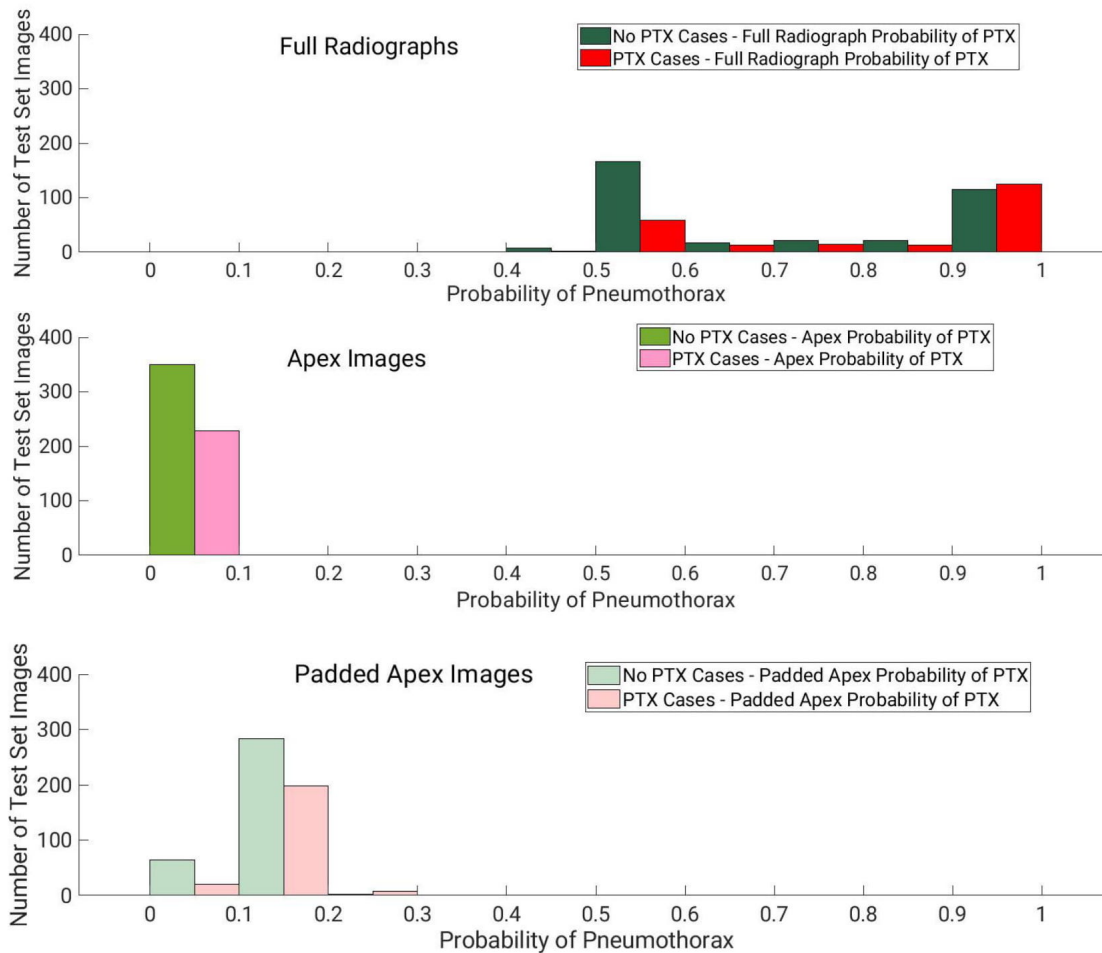 Full Radiographs
No PTX Cases - Full Radiograph Probability of PTX
PTX Cases - Full Radiograph Probability of PTX
Number of Test Set Images
400
300
200
100
0
0 0.1 0.2 0.3 0.4 0.5 0.6 0.7 0.8 0.9 1
Probability of Pneumothorax
Apex Images
No PTX Cases - Apex Probability of PTX
PTX Cases - Apex Probability of PTX
Number of Test Set Images
400
300
200
100
0
0 0.1 0.2 0.3 0.4 0.5 0.6 0.7 0.8 0.9 1
Probability of Pneumothorax
Padded Apex Images
No PTX Cases - Padded Apex Probability of PTX
PTX Cases - Padded Apex Probability of PTX
Number of Test Set Images
400
300
200
100
0
0 0.1 0.2 0.3 0.4 0.5 0.6 0.7 0.8 0.9 1
Probability of Pneumothorax